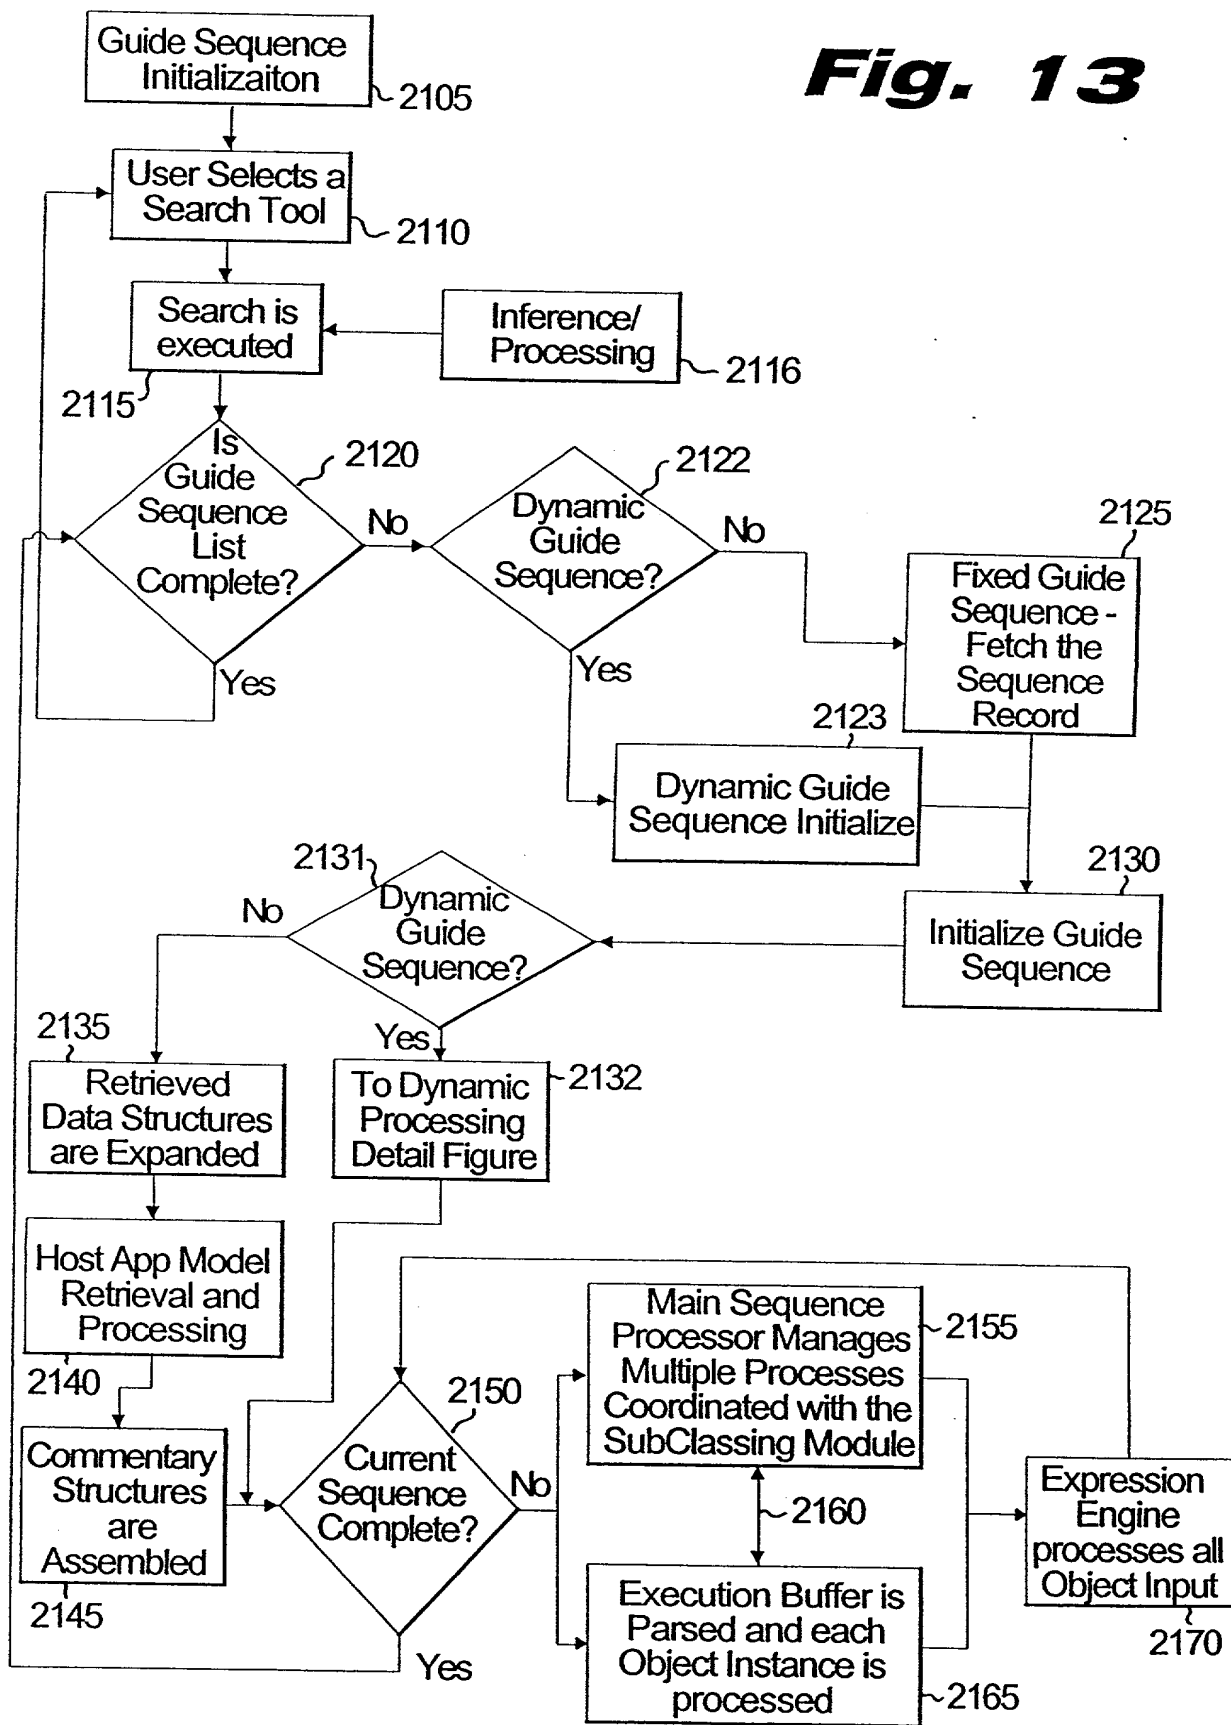 Fig. 13
Guide Sequence
Initializaiton
2105
User Selects a
Search Tool
2110
Search is
executed
2115
Inference/
Processing
2116
Is
Guide
Sequence
List
Complete?
2120
No
Yes
Dynamic
Guide
Sequence?
2122
No
Yes
2125
Fixed Guide
Sequence -
Fetch the
Sequence
Record
2123
Dynamic Guide
Sequence Initialize
2130
Initialize Guide
Sequence
2131
Dynamic
Guide
Sequence?
No
Yes
2135
Retrieved
Data Structures
are Expanded
To Dynamic
Processing
Detail Figure
2132
Host App Model
Retrieval and
Processing
2140
Commentary
Structures
are
Assembled
2145
Current
Sequence
Complete?
2150
No
Yes
Main Sequence
Processor Manages
Multiple Processes
Coordinated with the
SubClassing Module
2155
2160
Execution Buffer is
Parsed and each
Object Instance is
processed
2165
Expression
Engine
processes all
Object Input
2170